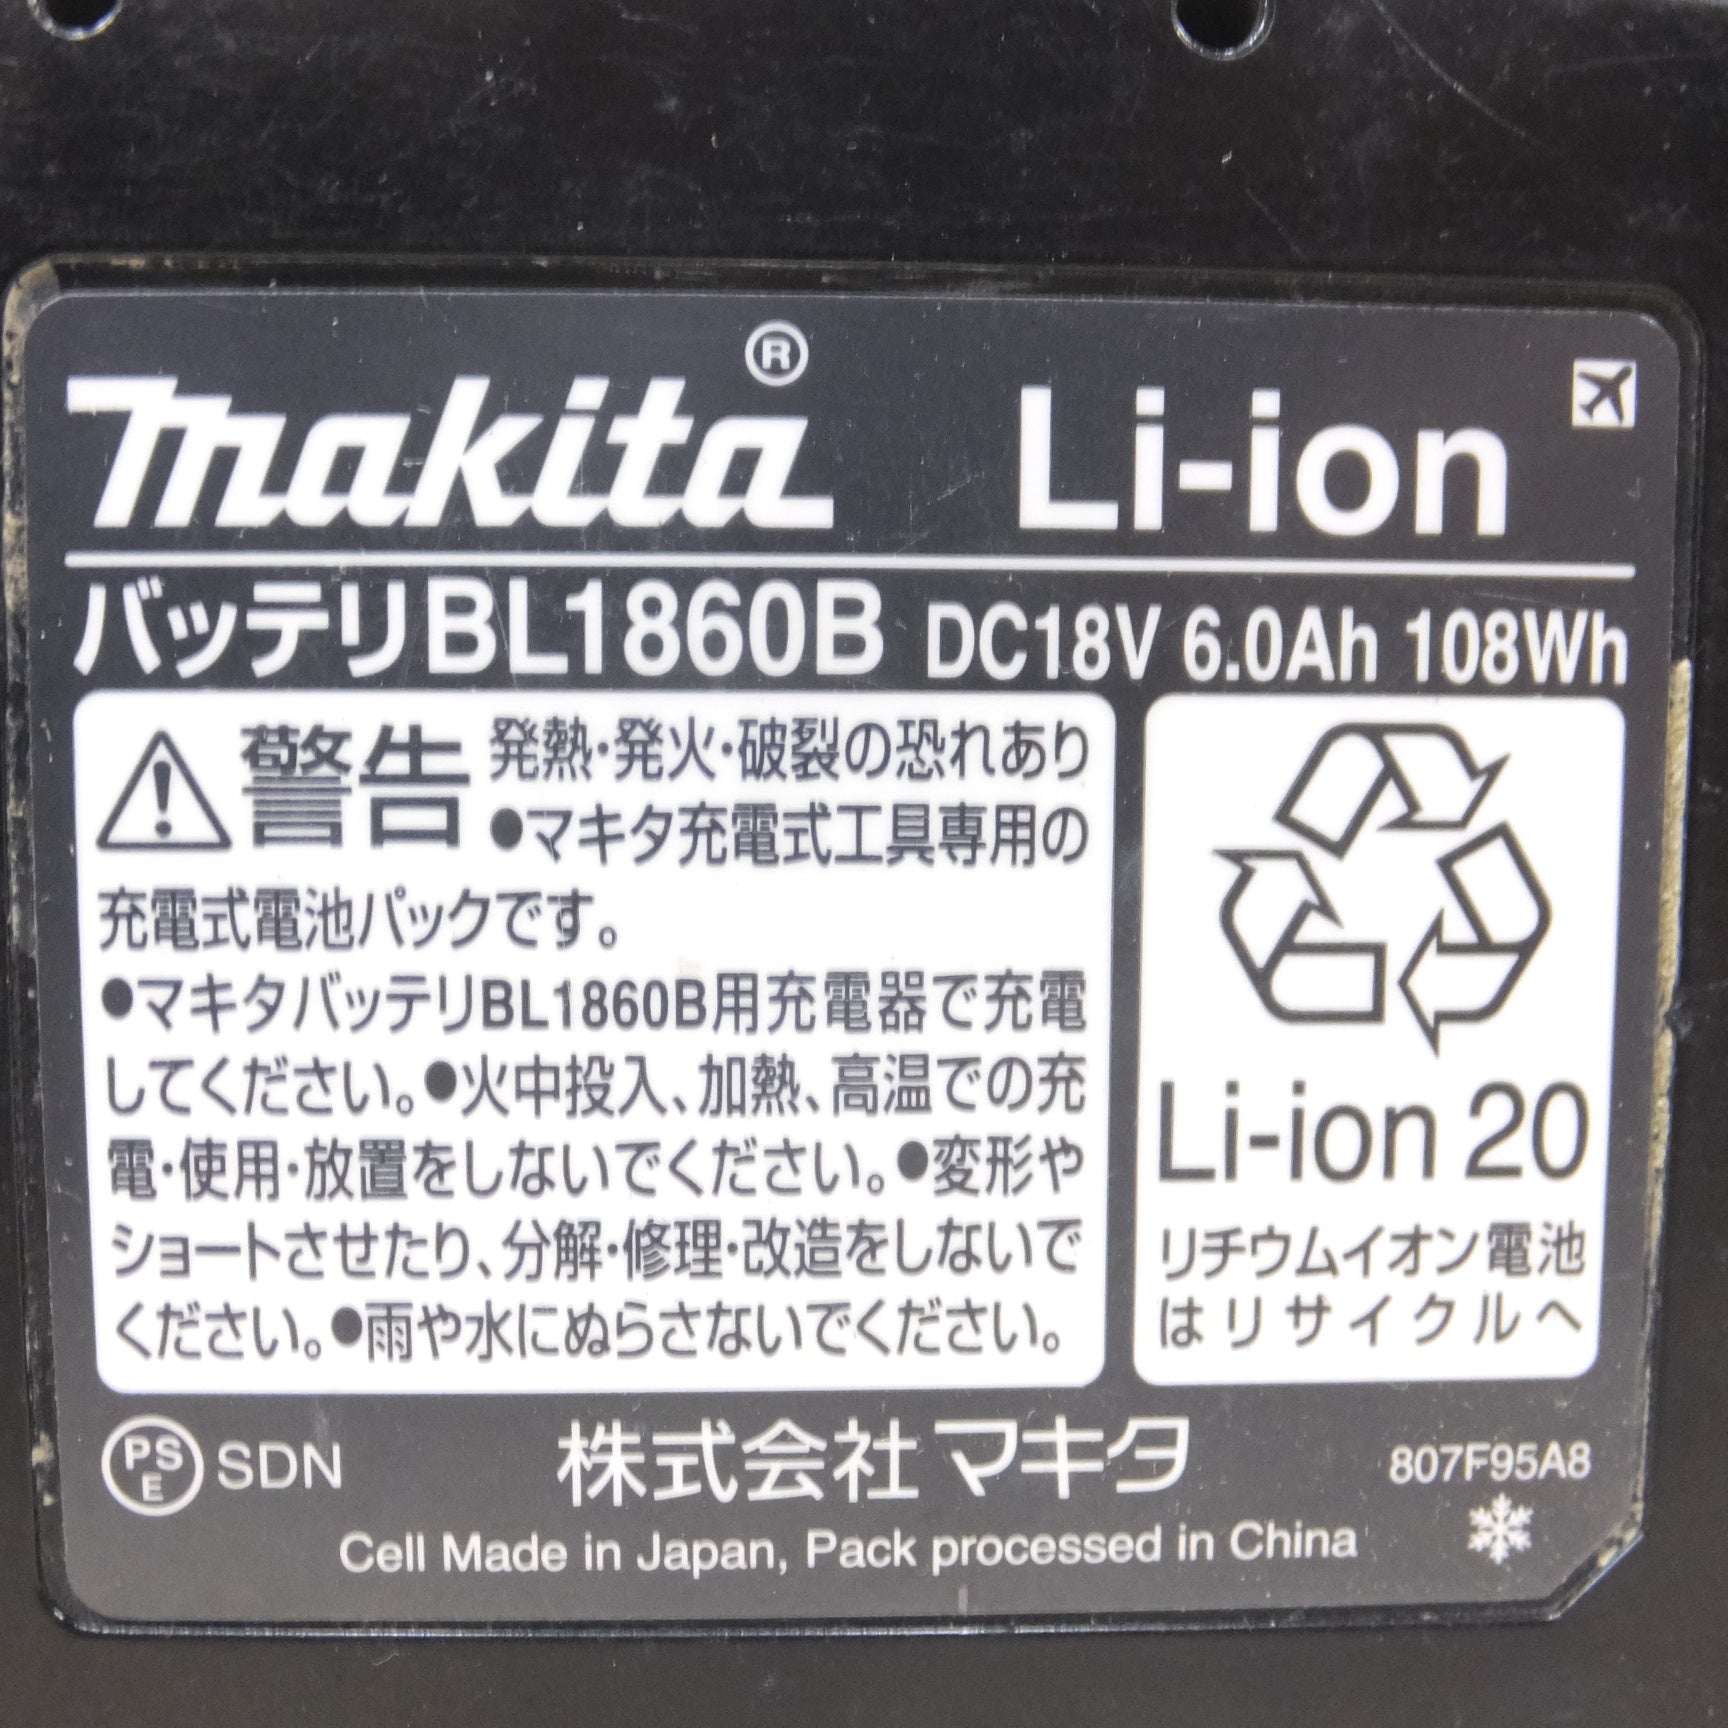 makita® Li-ion
バッテリBL1860B DC18V 6.0Ah 108Wh
警告 発熱・発火・破裂の恐れあり
●マキタ充電式工具専用の
充電式電池パックです。
●マキタバッテリBL1860B用充電器で充電
してください。●火中投入、加熱、高温での充
電・使用・放置をしないでください。●変形や
ショートさせたり、分解・修理・改造をしないで
ください。●雨や水にぬらさないでください。
Li-ion 20
リチウムイオン電池
はリサイクルへ
PS
E
SDN
株式会社マキタ
807F95A8
Cell Made in Japan, Pack processed in China